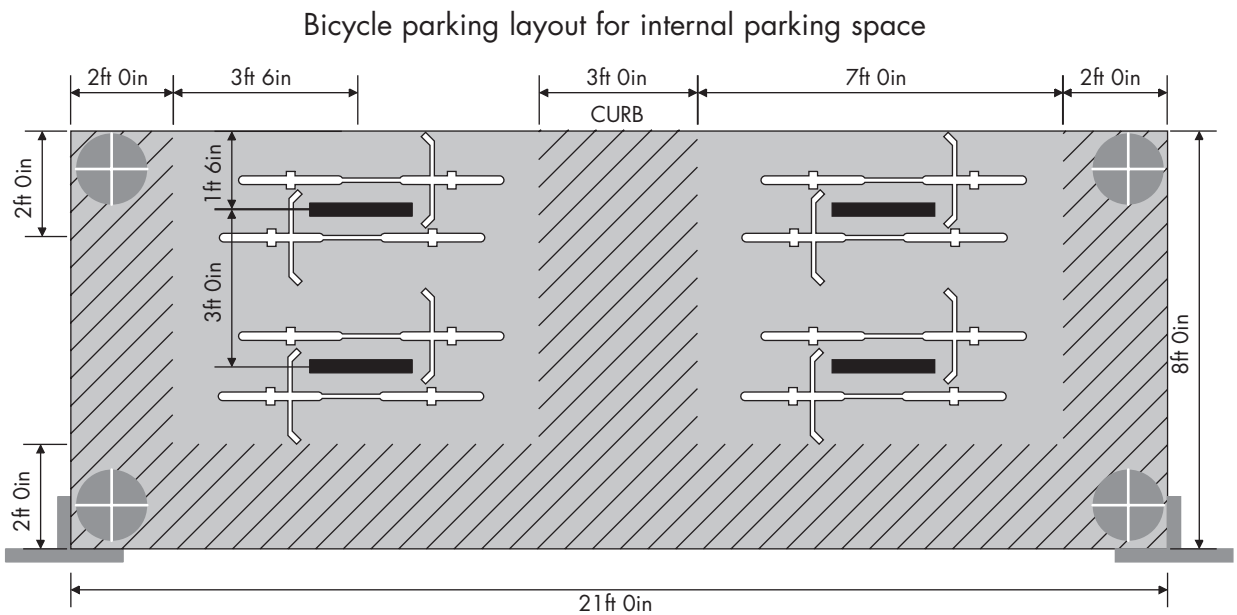 Bicycle parking layout for internal parking space
2ft 0in
3ft 6in
3ft 0in
7ft 0in
2ft 0in
CURB
2ft 0in
1ft 6in
3ft 0in
8ft 0in
2ft 0in
21ft 0in